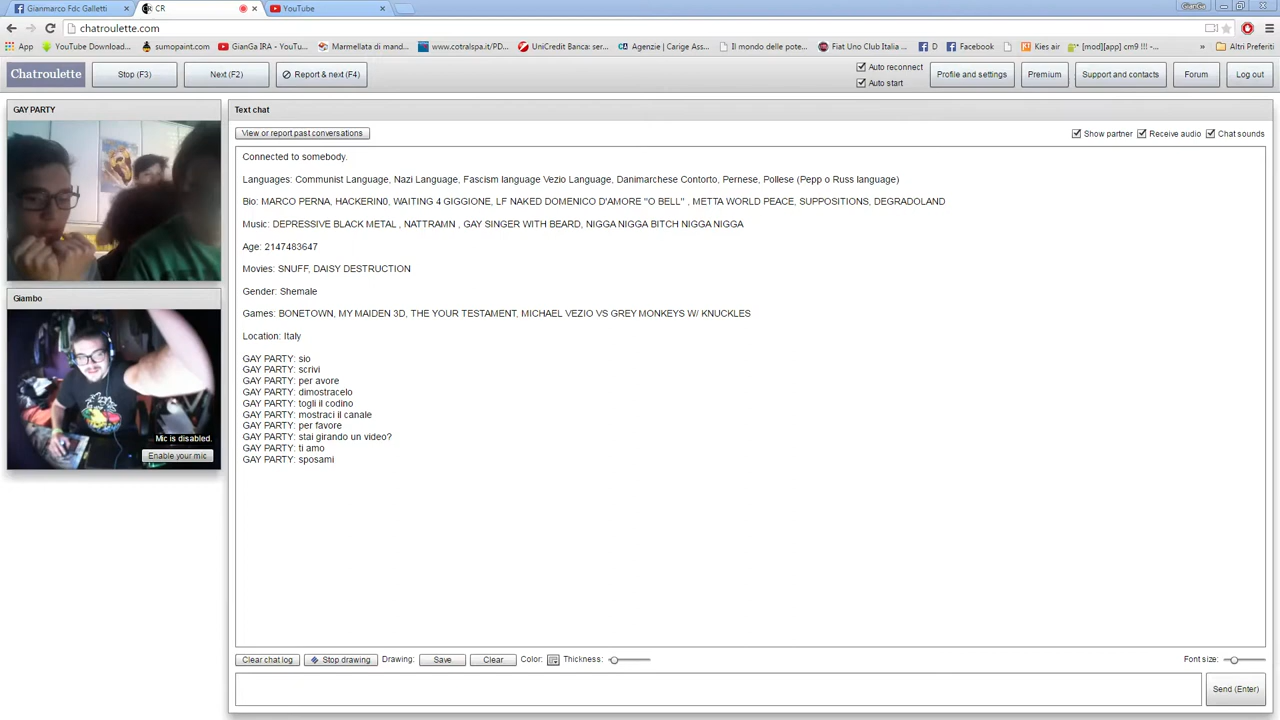 Gianmarco Fdc Galletti
CR
YouTube
GianGa
chatroulette.com
App
YouTube Download...
sumopaint.com
GianGa IRA - YouTu...
Marmellata di mand...
www.cotralspa.it/PD...
UniCredit Banca: ser...
Agenzie | Carige Ass...
Il mondo delle pote...
Fiat Uno Club Italia ...
D
Facebook
Kies air
[mod][app] cm9 !!! -...
»
Altri Preferiti
Chatroulette
Stop (F3)
Next (F2)
Report & next (F4)
Auto reconnect
Auto start
Profile and settings
Premium
Support and contacts
Forum
Log out
GAY PARTY
Giambo
Mic is disabled.
Enable your mic
Text chat
View or report past conversations
Show partner
Receive audio
Chat sounds
Connected to somebody.
Languages: Communist Language, Nazi Language, Fascism language Vezio Language, Danimarchese Contorto, Pernese, Pollese (Pepp o Russ language)
Bio: MARCO PERNA, HACKERIN0, WAITING 4 GIGGIONE, LF NAKED DOMENICO D'AMORE "O BELL" , METTA WORLD PEACE, SUPPOSITIONS, DEGRADOLAND
Music: DEPRESSIVE BLACK METAL , NATTRAMN , GAY SINGER WITH BEARD, NIGGA NIGGA BITCH NIGGA NIGGA
Age: 2147483647
Movies: SNUFF, DAISY DESTRUCTION
Gender: Shemale
Games: BONETOWN, MY MAIDEN 3D, THE YOUR TESTAMENT, MICHAEL VEZIO VS GREY MONKEYS W/ KNUCKLES
Location: Italy
GAY PARTY: sio
GAY PARTY: scrivi
GAY PARTY: per avore
GAY PARTY: dimostracelo
GAY PARTY: togli il codino
GAY PARTY: mostraci il canale
GAY PARTY: per favore
GAY PARTY: stai girando un video?
GAY PARTY: ti amo
GAY PARTY: sposami
Clear chat log
Stop drawing
Drawing:
Save
Clear
Color:
Thickness:
Font size:
Send (Enter)